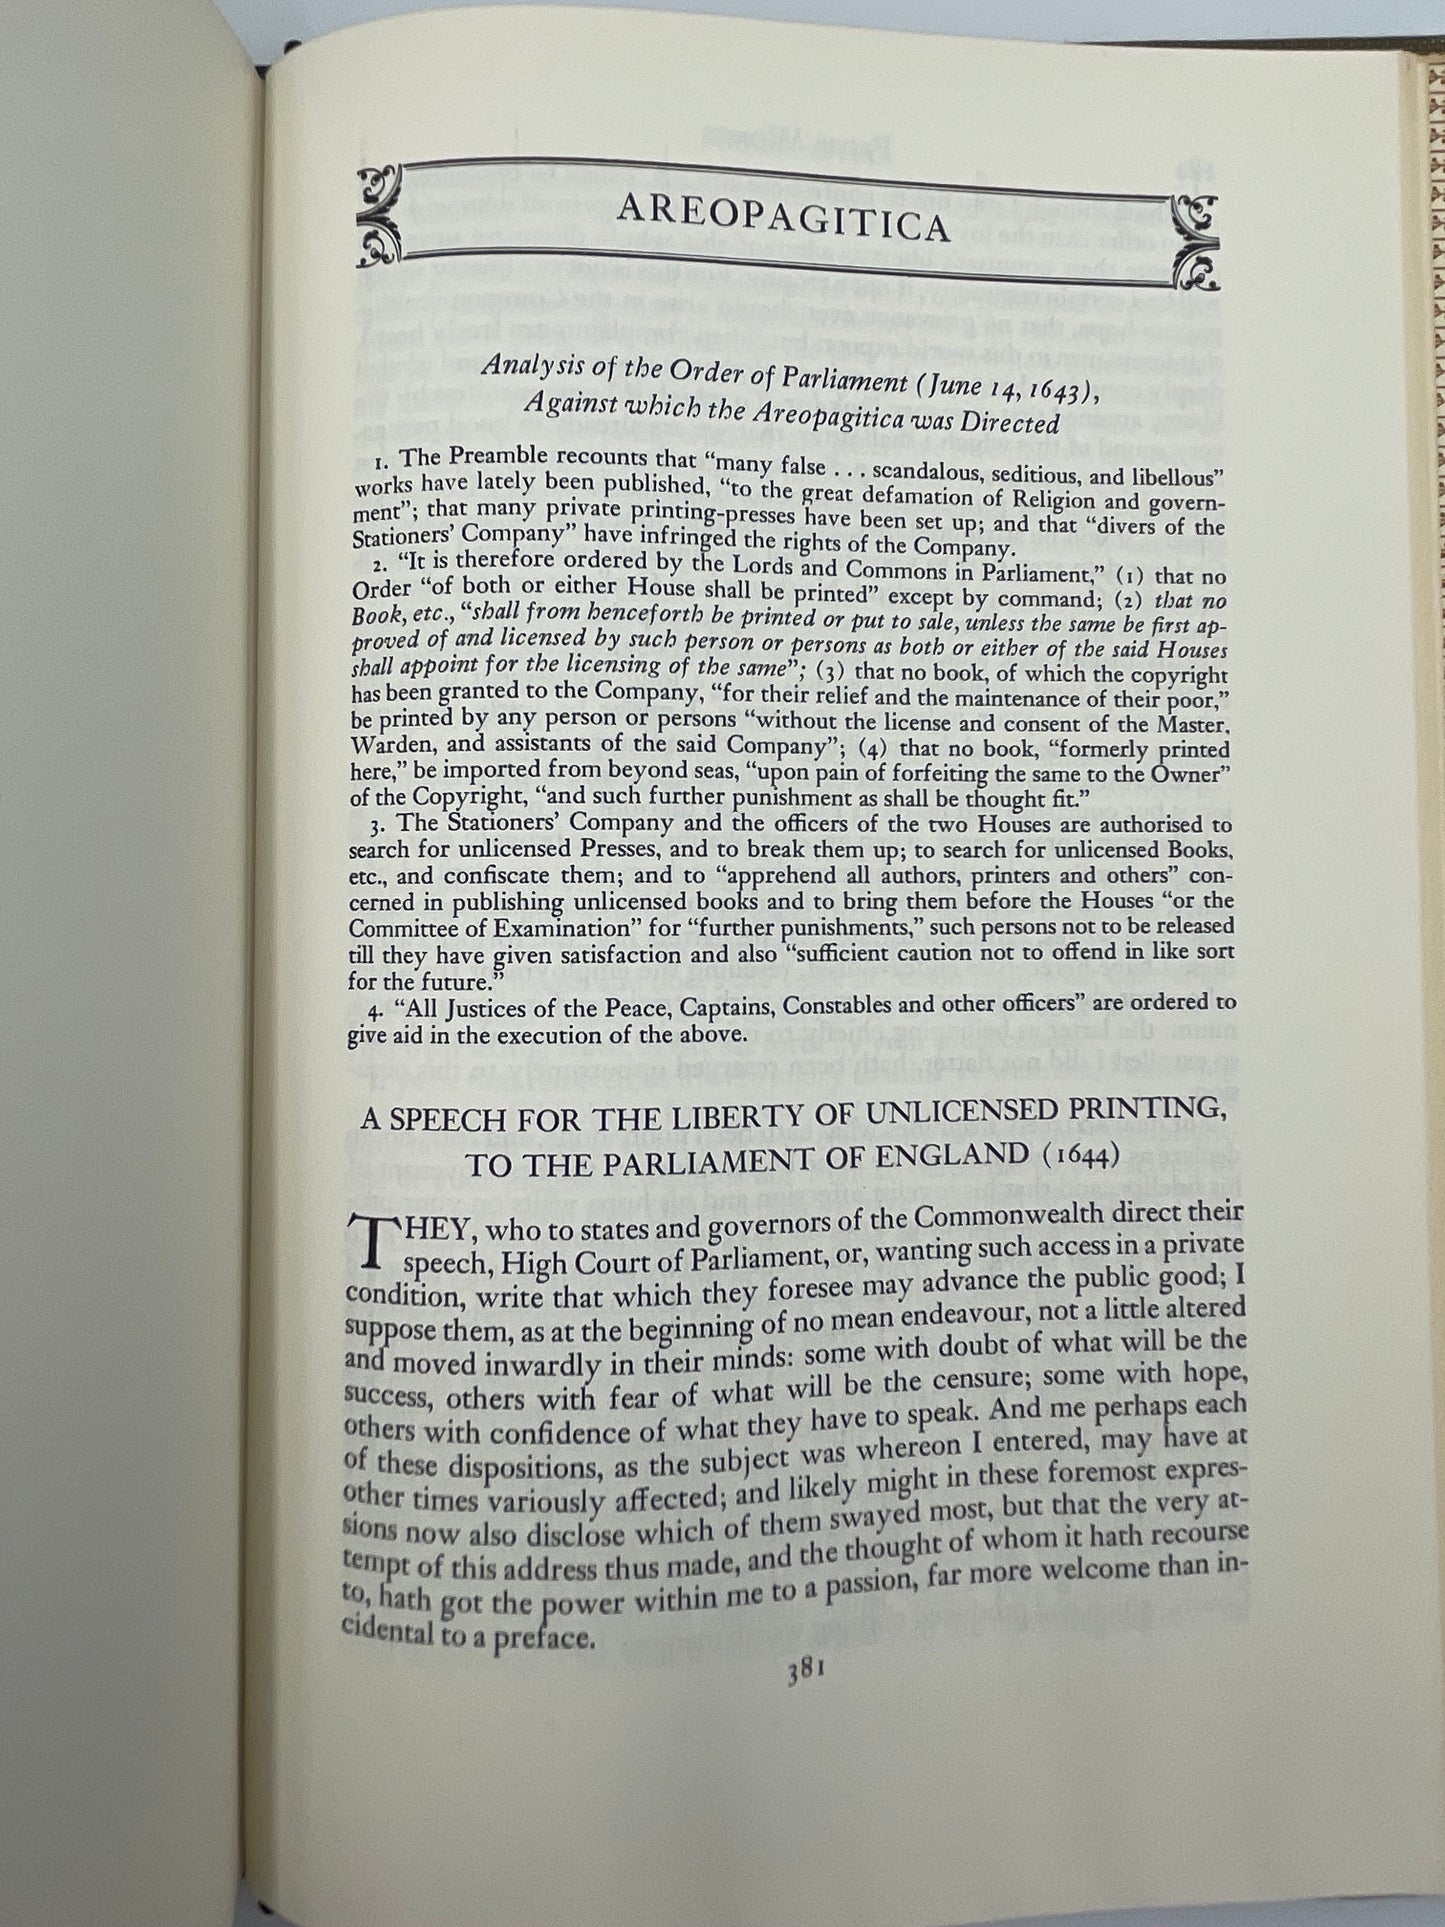 AREOPAGITICA
Analysis of the Order of Parliament (June 14, 1643),
Against which the Areopagitica was Directed
1. The Preamble recounts that “many false . . . scandalous, seditious, and libellous”
works have lately been published, “to the great defamation of Religion and govern-
ment”; that many private printing-presses have been set up; and that “divers of the
Stationers’ Company” have infringed the rights of the Company.
2. “It is therefore ordered by the Lords and Commons in Parliament,” (1) that no
Order “of both or either House shall be printed” except by command; (2) that no
Book, etc., “shall from henceforth be printed or put to sale, unless the same be first ap-
proved of and licensed by such person or persons as both or either of the said Houses
shall appoint for the licensing of the same”; (3) that no book, of which the copyright
has been granted to the Company, “for their relief and the maintenance of their poor,”
be printed by any person or persons “without the license and consent of the Master,
Warden, and assistants of the said Company”; (4) that no book, “formerly printed
here,” be imported from beyond seas, “upon pain of forfeiting the same to the Owner”
of the Copyright, “and such further punishment as shall be thought fit.”
3. The Stationers’ Company and the officers of the two Houses are authorised to
search for unlicensed Presses, and to break them up; to search for unlicensed Books,
etc., and confiscate them; and to “apprehend all authors, printers and others” con-
cerned in publishing unlicensed books and to bring them before the Houses “or the
Committee of Examination” for “further punishments,” such persons not to be released
till they have given satisfaction and also “sufficient caution not to offend in like sort
for the future.”
4. “All Justices of the Peace, Captains, Constables and other officers” are ordered to
give aid in the execution of the above.
A SPEECH FOR THE LIBERTY OF UNLICENSED PRINTING,
TO THE PARLIAMENT OF ENGLAND (1644)
THEY, who to states and governors of the Commonwealth direct their
speech, High Court of Parliament, or, wanting such access in a private
condition, write that which they foresee may advance the public good; I
suppose them, as at the beginning of no mean endeavour, not a little altered
and moved inwardly in their minds: some with doubt of what will be the
success, others with fear of what will be the censure; some with hope,
others with confidence of what they have to speak. And me perhaps each
of these dispositions, as the subject was whereon I entered, may have at
other times variously affected; and likely might in these foremost expres-
sions now also disclose which of them swayed most, but that the very at-
tempt of this address thus made, and the thought of whom it hath recourse
to, hath got the power within me to a passion, far more welcome than in-
cidental to a preface.
381